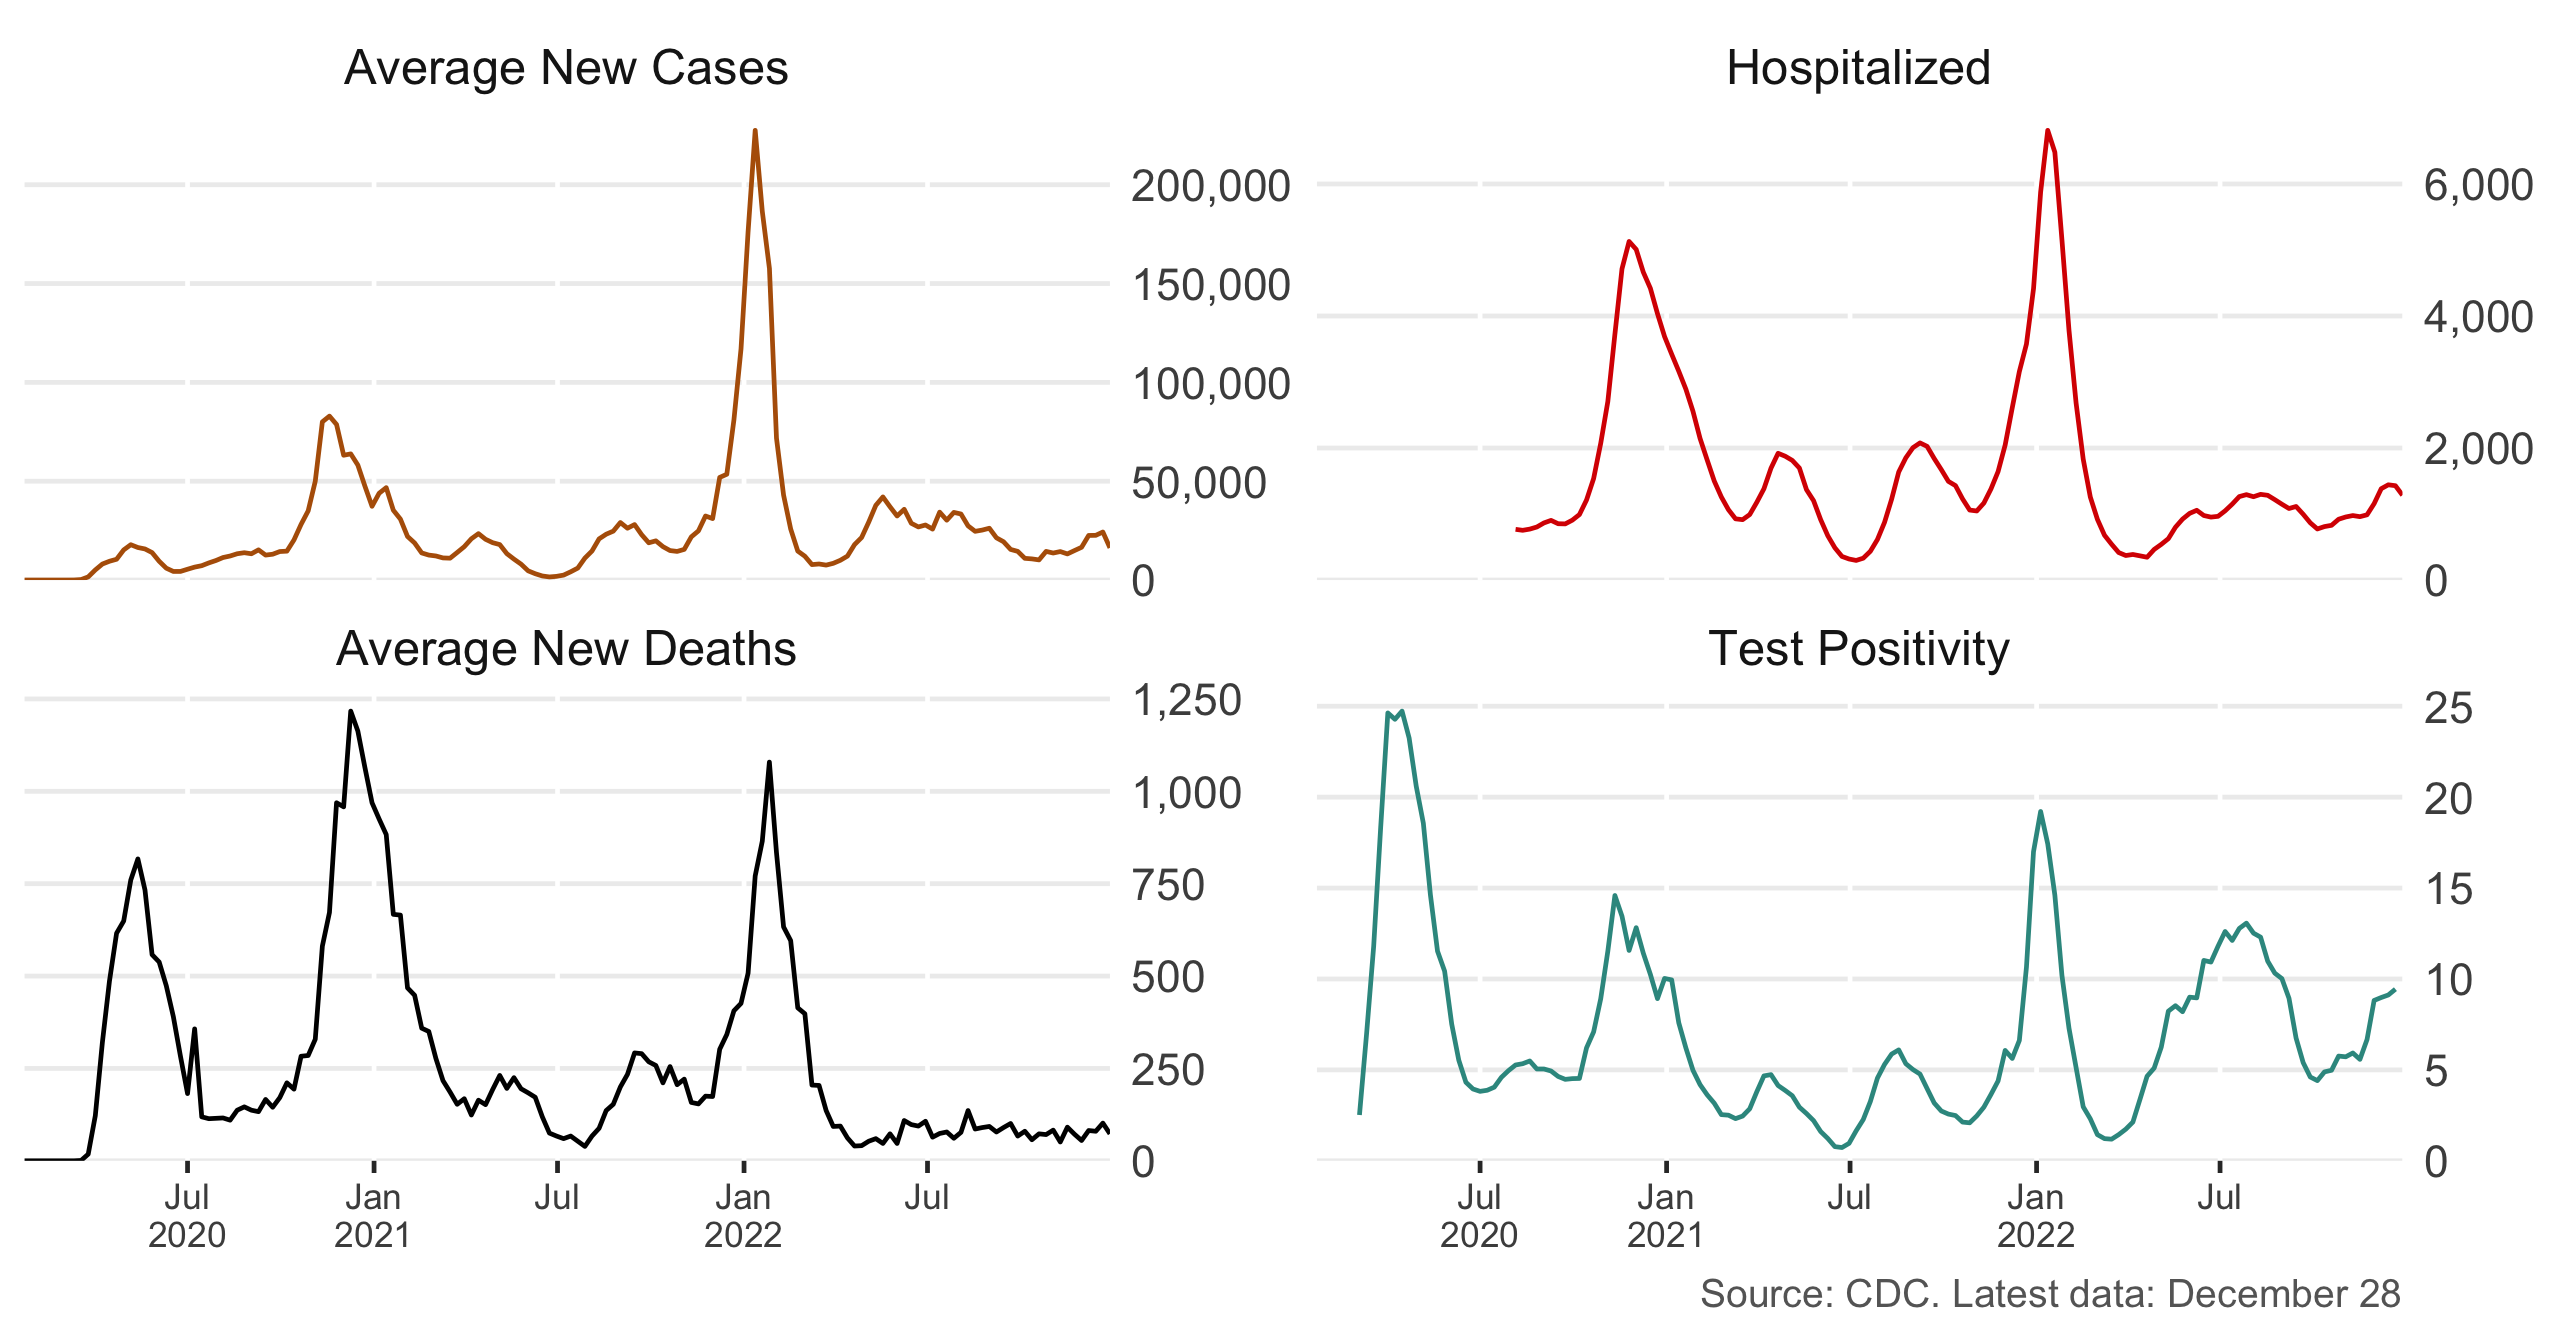 Average New Cases
200,000
150,000
100,000
50,000
0
Hospitalized
6,000
4,000
2,000
0
Average New Deaths
1,250
1,000
750
500
250
0
Jul Jan Jul Jan Jul
2020 2021 2022
Test Positivity
25
20
15
10
5
0
Jul Jan Jul Jan Jul
2020 2021 2022
Source: CDC. Latest data: December 28